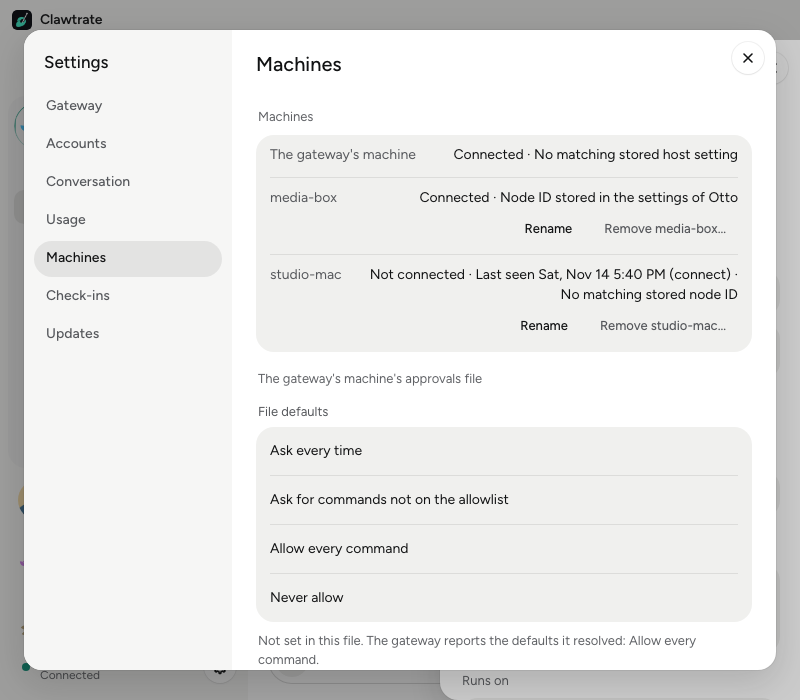 Clawtrate
Settings
Gateway
Accounts
Conversation
Usage
Machines
Check-ins
Updates
Machines
Machines
The gateway's machine Connected · No matching stored host setting
media-box Connected · Node ID stored in the settings of Otto
Rename Remove media-box...
studio-mac Not connected · Last seen Sat, Nov 14 5:40 PM (connect) ·
No matching stored node ID
Rename Remove studio-mac...
The gateway's machine's approvals file
File defaults
Ask every time
Ask for commands not on the allowlist
Allow every command
Never allow
Not set in this file. The gateway reports the defaults it resolved: Allow every
command.
Connected
Runs on